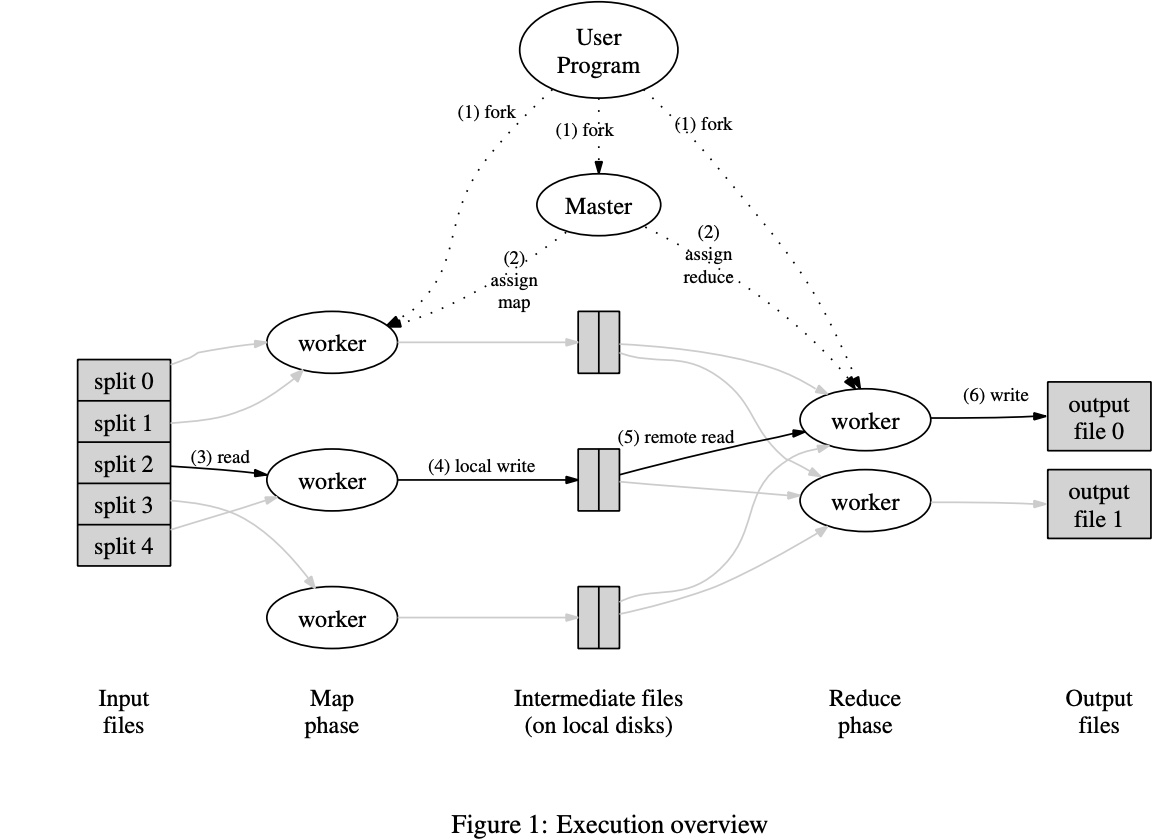 User
Program
(1) fork
(1) fork
(1) fork
Master
(2)
assign
map
(2)
assign
reduce
worker
split 0
split 1
split 2
split 3
split 4
(3) read
worker
(4) local write
worker
(5) remote read
worker
(6) write
worker
output
file 0
output
file 1
Input
files
Map
phase
Intermediate files
(on local disks)
Reduce
phase
Output
files
Figure 1: Execution overview